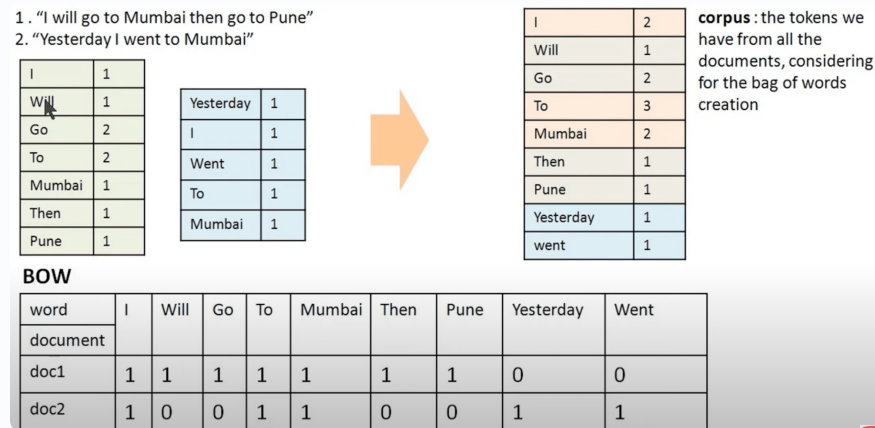 1. “I will go to Mumbai then go to Pune”
2. “Yesterday I went to Mumbai”
I 1
Will 1
Go 2
To 2
Mumbai 1
Then 1
Pune 1
Yesterday 1
I 1
Went 1
To 1
Mumbai 1
I 2
Will 1
Go 2
To 3
Mumbai 2
Then 1
Pune 1
Yesterday 1
went 1
corpus : the tokens we
have from all the
documents, considering
for the bag of words
creation
BOW
word I Will Go To Mumbai Then Pune Yesterday Went
document
doc1 1 1 1 1 1 1 1 0 0
doc2 1 0 0 1 1 0 0 1 1